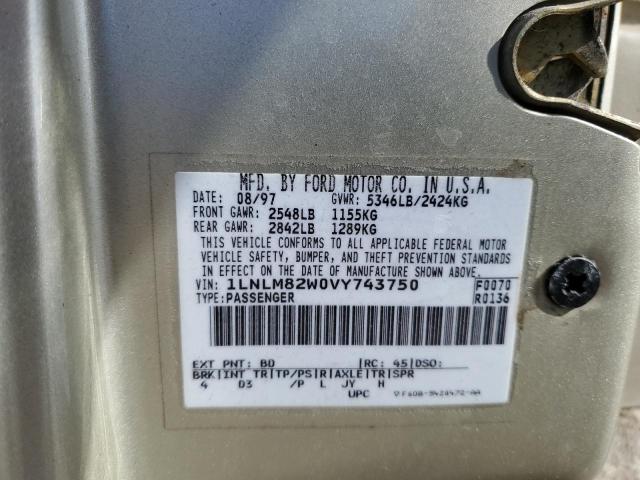 MFD. BY FORD MOTOR CO. IN U.S.A.
DATE: 08/97 GVWR: 5346LB/2424KG
FRONT GAWR: 2548LB 1155KG
REAR GAWR: 2842LB 1289KG
THIS VEHICLE CONFORMS TO ALL APPLICABLE FEDERAL MOTOR
VEHICLE SAFETY, BUMPER, AND THEFT PREVENTION STANDARDS
IN EFFECT ON THE DATE OF MANUFACTURE SHOWN ABOVE.
VIN: 1LNLM82W0VY743750 F0070
TYPE: PASSENGER R0136
EXT PNT: BD |RC: 45|DSO:
BRK|INT TR|TP/PS|R|AXLE|TR|SPR
4 D3 /P L JY H
UPC